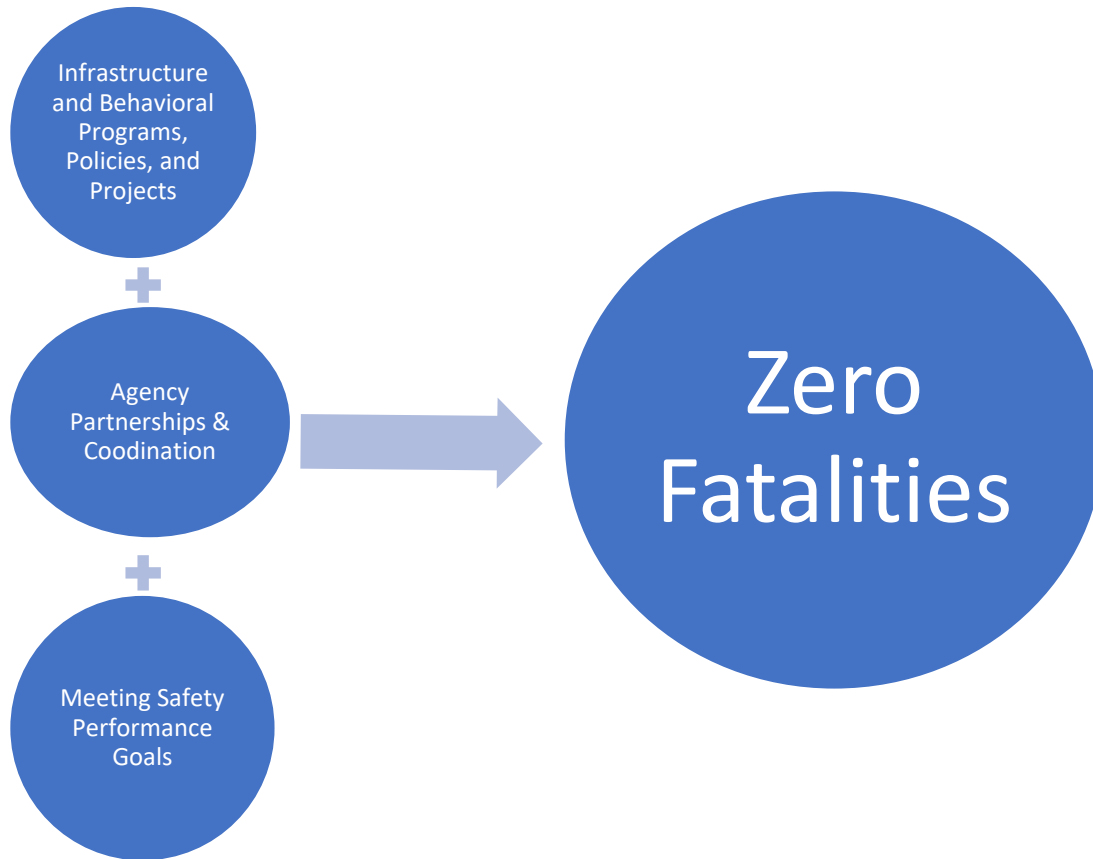 Infrastructure
and Behavioral
Programs,
Policies, and
Projects
Agency
Partnerships &
Coodination
Meeting Safety
Performance
Goals
Zero
Fatalities